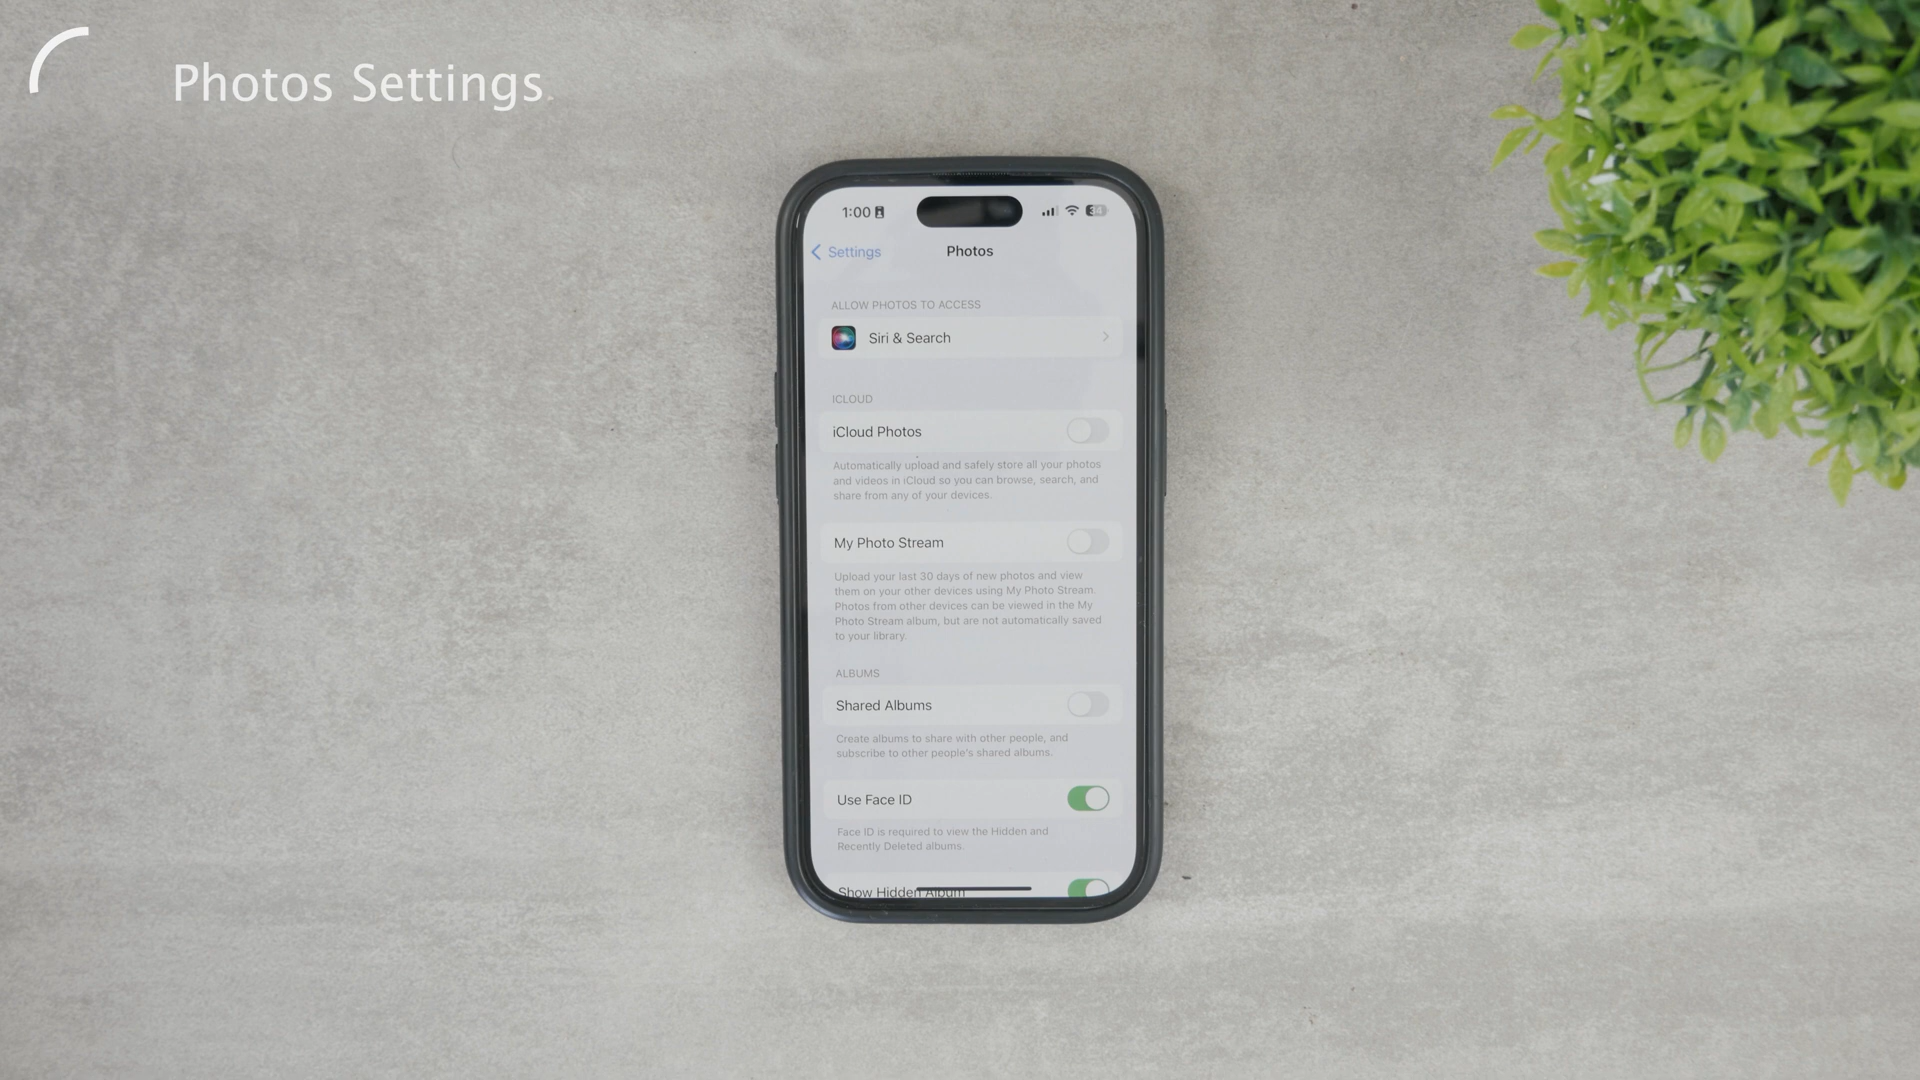 Photos Settings
1:00
34
Settings
Photos
ALLOW PHOTOS TO ACCESS
Siri & Search
ICLOUD
iCloud Photos
Automatically upload and safely store all your photos
and videos in iCloud so you can browse, search, and
share from any of your devices.
My Photo Stream
Upload your last 30 days of new photos and view
them on your other devices using My Photo Stream.
Photos from other devices can be viewed in the My
Photo Stream album, but are not automatically saved
to your library.
ALBUMS
Shared Albums
Create albums to share with other people, and
subscribe to other people's shared albums.
Use Face ID
Face ID is required to view the Hidden and
Recently Deleted albums.
Show Hidden Album